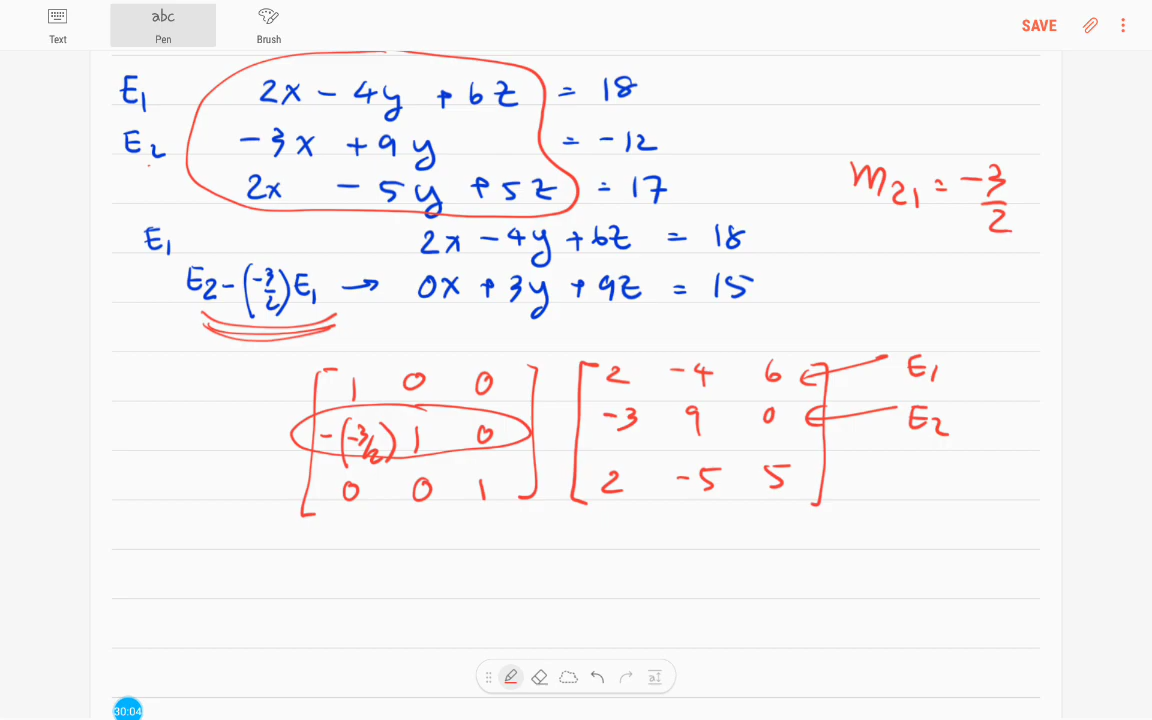 Text abc Pen Brush SAVE
E₁ 2x − 4y + 6z = 18
E₂ −3x + 9y = −12
2x − 5y + 5z = 17
m₂₁ = −3/2
E₁ 2x − 4y + 6z = 18
E₂ − (−3/2)E₁ → 0x + 3y + 9z = 15
1 0 0 2 −4 6 E₁
−(−3/2) 1 0 −3 9 0 E₂
0 0 1 2 −5 5
30:04